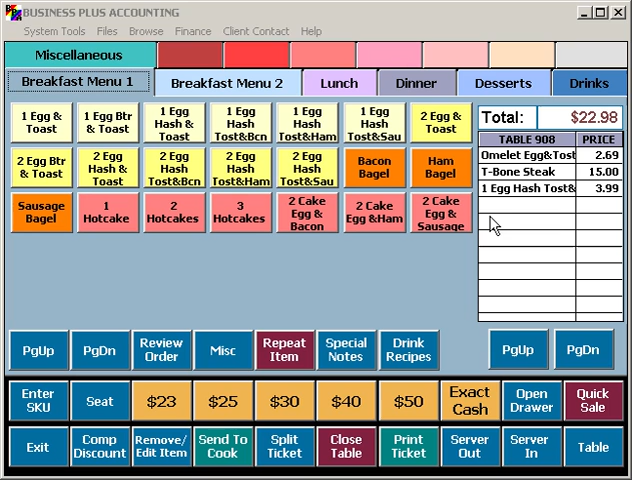 BUSINESS PLUS ACCOUNTING
System Tools Files Browse Finance Client Contact Help
Miscellaneous
Breakfast Menu 1 Breakfast Menu 2 Lunch Dinner Desserts Drinks
1 Egg &
Toast
1 Egg Btr
& Toast
1 Egg
Hash &
Toast
1 Egg
Hash
Tost&Bcn
1 Egg
Hash
Tost&Ham
1 Egg
Hash
Tost&Sau
2 Egg &
Toast
2 Egg Btr
& Toast
2 Egg
Hash &
Toast
2 Egg
Hash
Tost&Bcn
2 Egg
Hash
Tost&Ham
2 Egg
Hash
Tost&Sau
Bacon
Bagel
Ham
Bagel
Sausage
Bagel
1
Hotcake
2
Hotcakes
3
Hotcakes
2 Cake
Egg &
Bacon
2 Cake
Egg &Ham
2 Cake
Egg &
Sausage
Total: $22.98
TABLE 908 PRICE
Omelet Egg&Tost 2.69
T-Bone Steak 15.00
1 Egg Hash Tost& 3.99
PgUp
PgDn
Review
Order
Misc
Repeat
Item
Special
Notes
Drink
Recipes
PgUp
PgDn
Enter
SKU
Seat
$23
$25
$30
$40
$50
Exact
Cash
Open
Drawer
Quick
Sale
Exit
Comp
Discount
Remove/
Edit Item
Send To
Cook
Split
Ticket
Close
Table
Print
Ticket
Server
Out
Server
In
Table